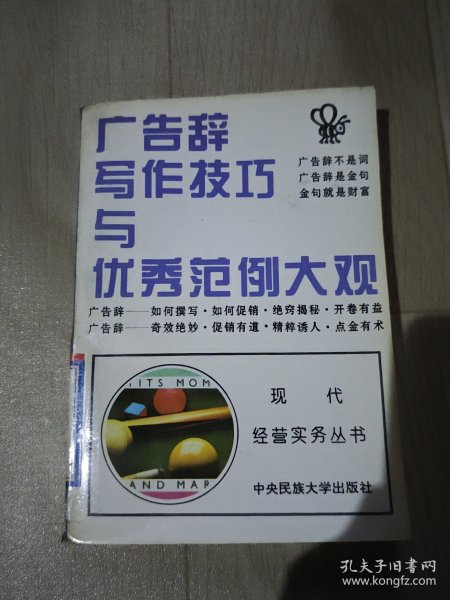 广告辞
写作技巧
与
优秀范例大观
广告辞不是词
广告辞是金句
金句就是财富
广告辞——如何撰写·如何促销·绝窍揭秘·开卷有益
广告辞——奇效绝妙·促销有道·精粹诱人·点金有术
ITS MOM
AND MAR
现代
经营实务丛书
中央民族大学出版社
孔夫子旧书网
www.kongfz.com